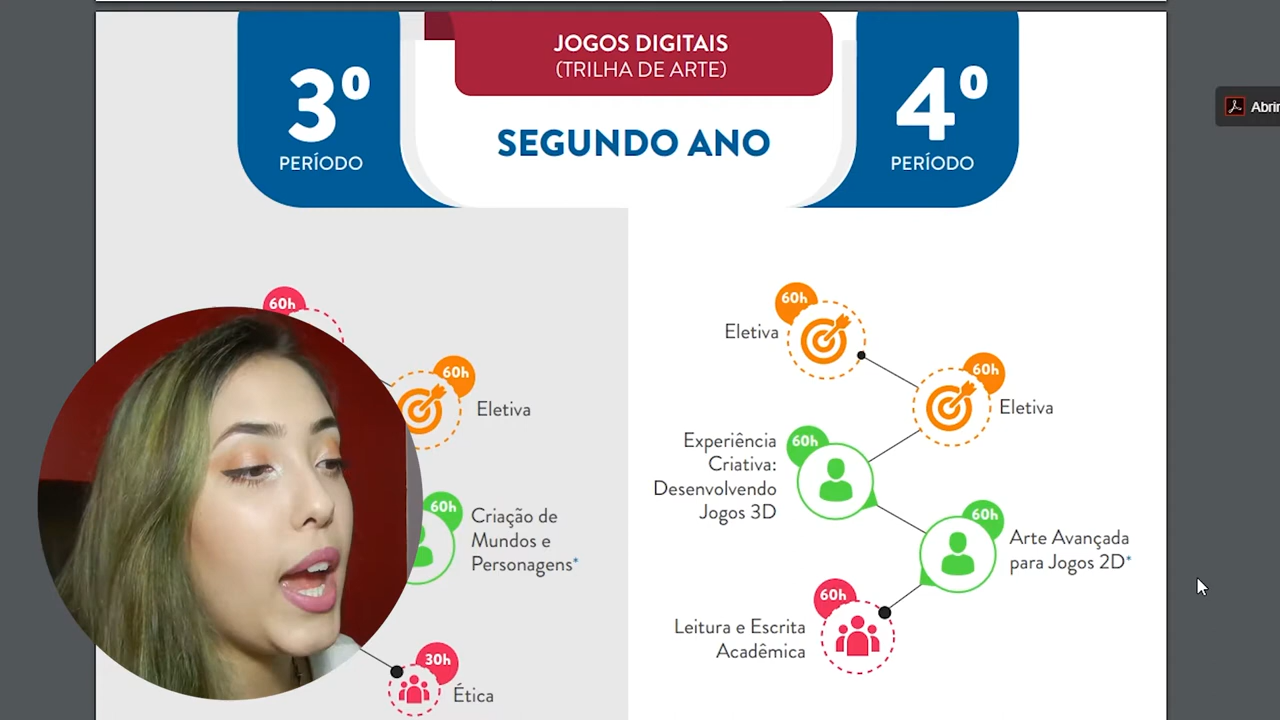 JOGOS DIGITAIS
(TRILHA DE ARTE)
3º
PERÍODO
SEGUNDO ANO
4º
PERÍODO
Abrir
60h
60h
Eletiva
60h
Criação de
Mundos e
Personagens*
30h
Ética
60h
Eletiva
60h
Eletiva
60h
Experiência
Criativa:
Desenvolvendo
Jogos 3D
60h
Arte Avançada
para Jogos 2D*
60h
Leitura e Escrita
Acadêmica